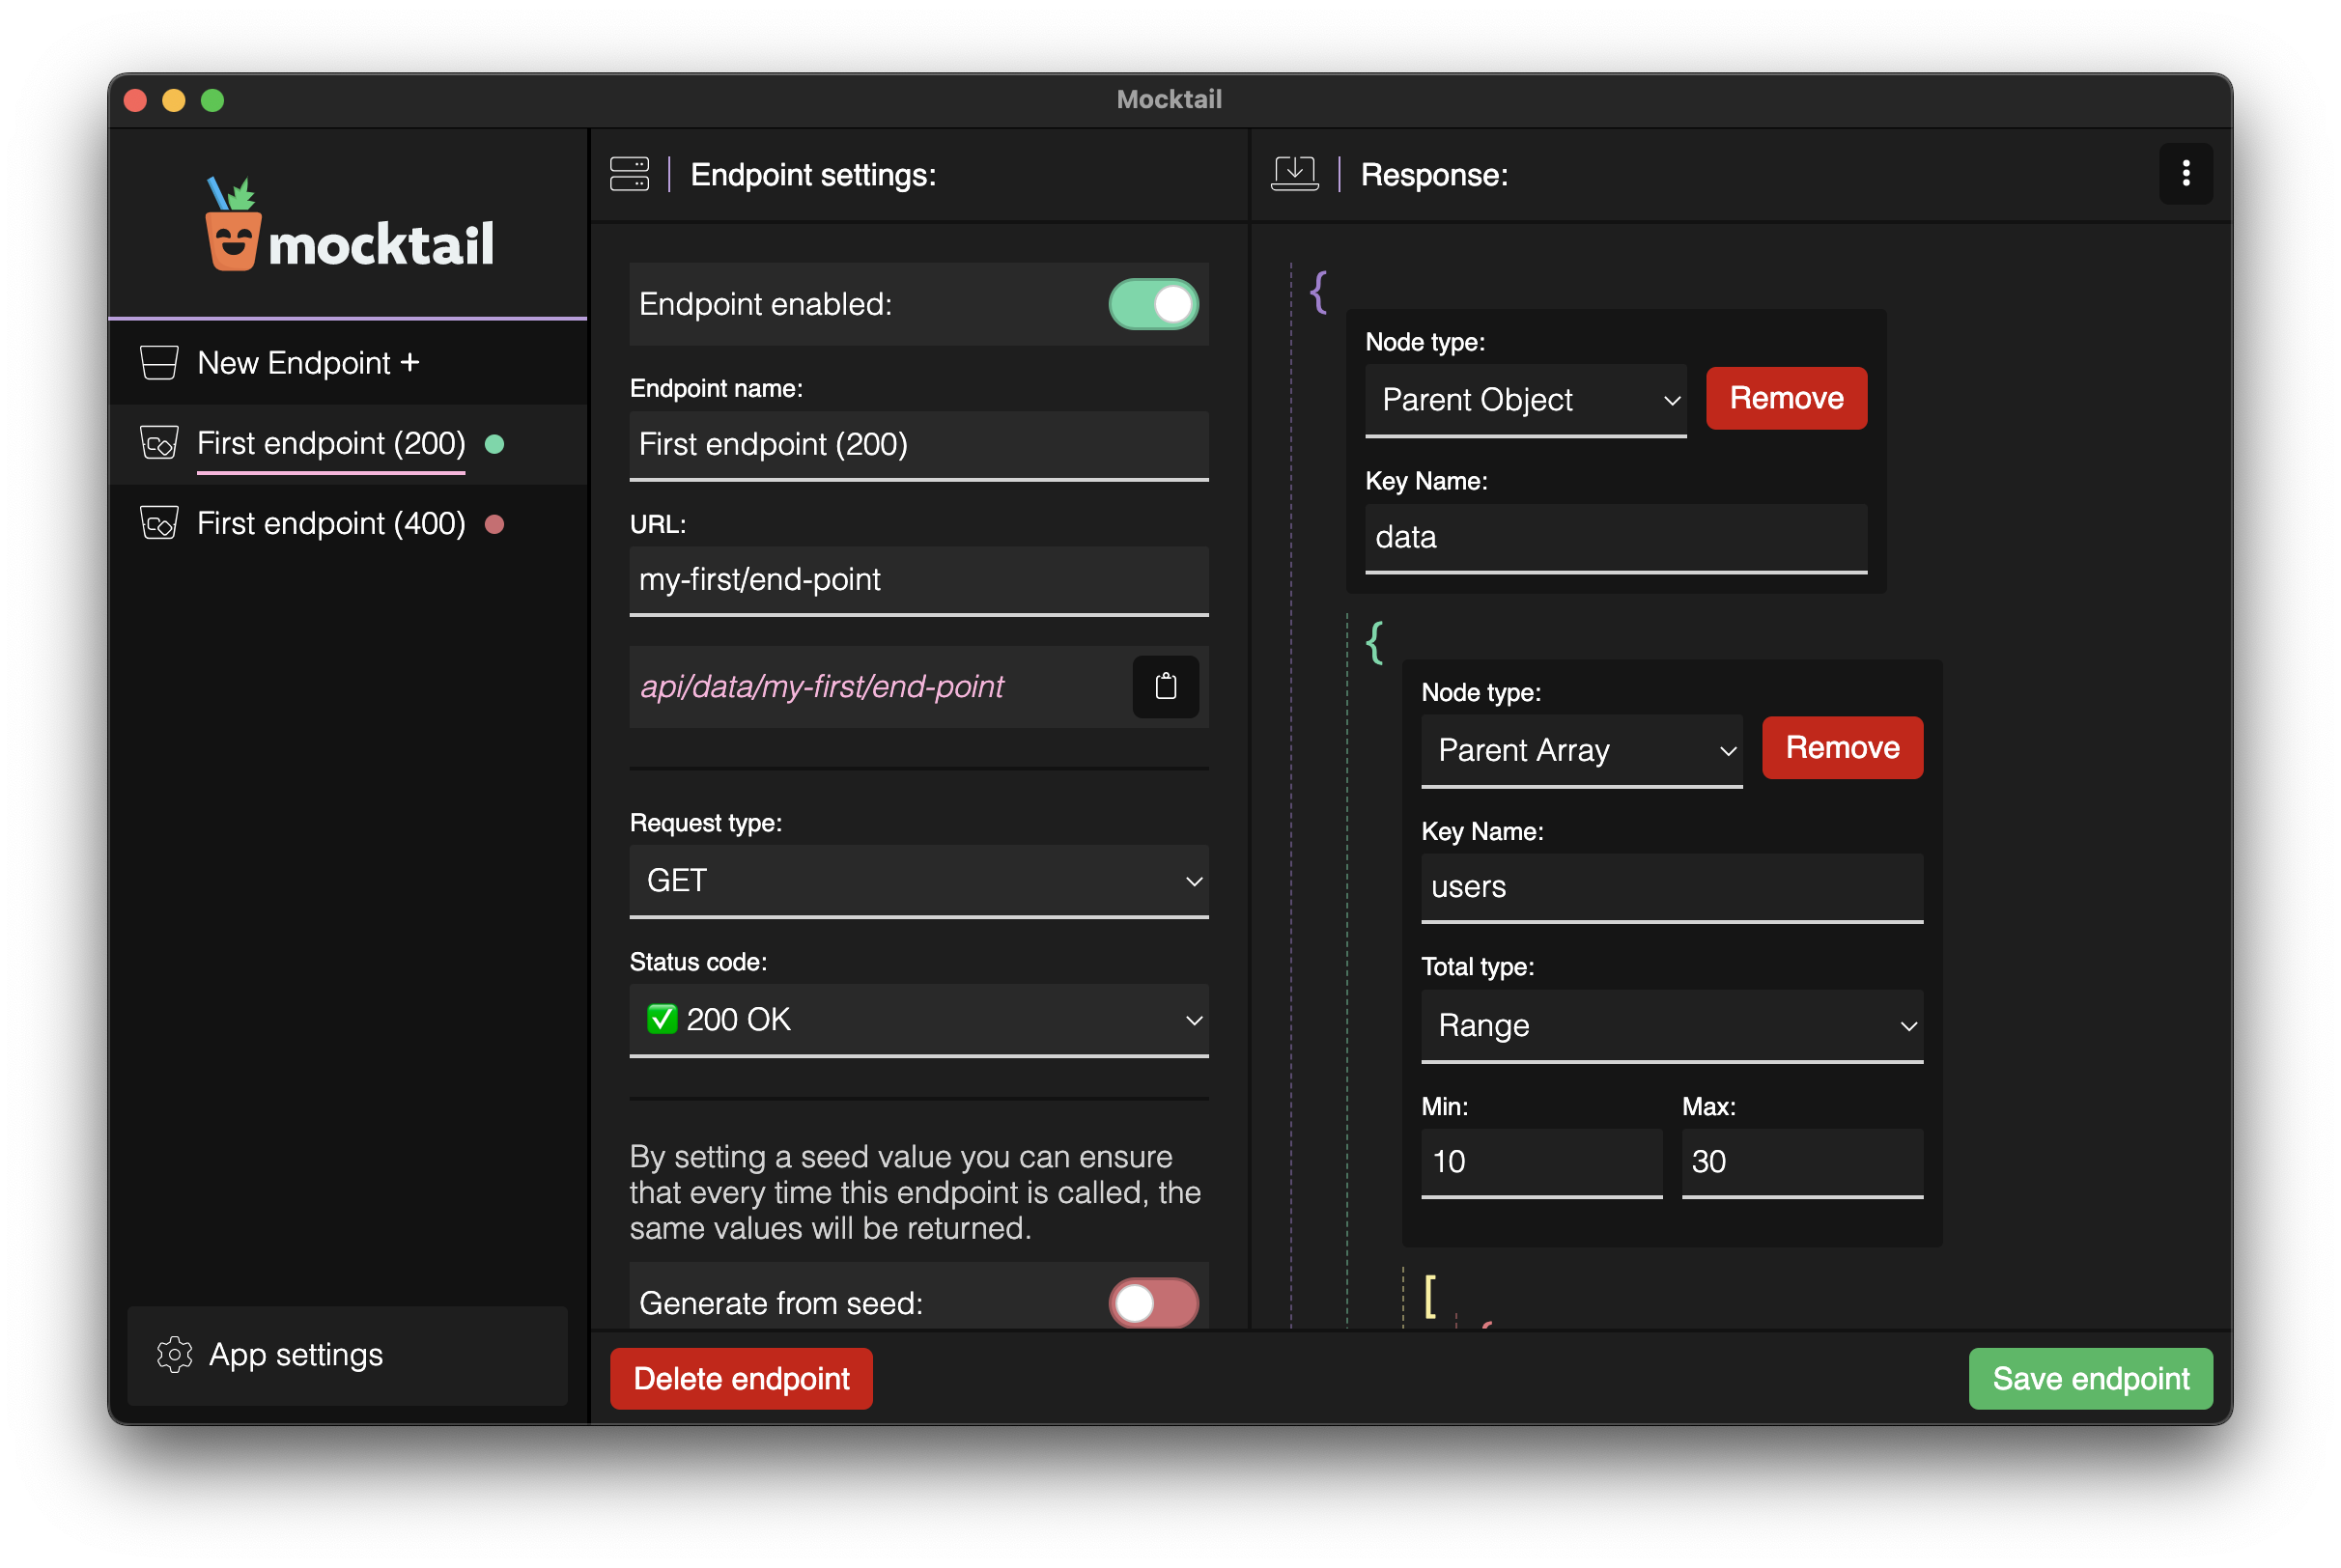 Mocktail
mocktail
New Endpoint +
First endpoint (200)
First endpoint (400)
App settings
Endpoint settings:
Endpoint enabled:
Endpoint name:
First endpoint (200)
URL:
my-first/end-point
api/data/my-first/end-point
Request type:
GET
Status code:
✅ 200 OK
By setting a seed value you can ensure
that every time this endpoint is called, the
same values will be returned.
Generate from seed:
Delete endpoint
Response:
{
Node type:
Parent Object
Remove
Key Name:
data
{
Node type:
Parent Array
Remove
Key Name:
users
Total type:
Range
Min: Max:
10 30
[
Save endpoint